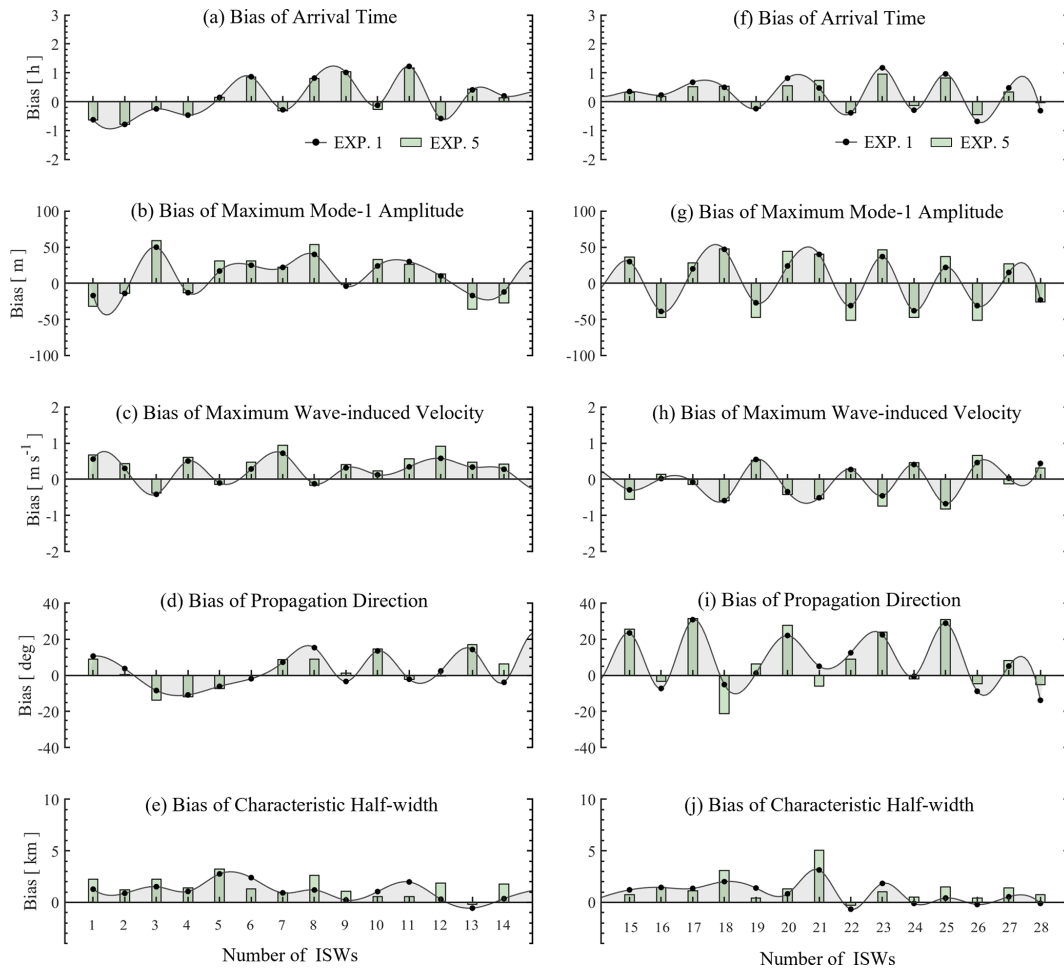 (a) Bias of Arrival Time
3
2
1
0
-1
-2
Bias [ h ]
EXP. 1 EXP. 5
(f) Bias of Arrival Time
3
2
1
0
-1
-2
EXP. 1 EXP. 5
(b) Bias of Maximum Mode-1 Amplitude
100
50
0
-50
-100
Bias [ m ]
(g) Bias of Maximum Mode-1 Amplitude
100
50
0
-50
-100
(c) Bias of Maximum Wave-induced Velocity
2
1
0
-1
-2
Bias [ m s-1 ]
(h) Bias of Maximum Wave-induced Velocity
2
1
0
-1
-2
(d) Bias of Propagation Direction
40
20
0
-20
-40
Bias [ deg ]
(i) Bias of Propagation Direction
40
20
0
-20
-40
(e) Bias of Characteristic Half-width
10
5
0
Bias [ km ]
1 2 3 4 5 6 7 8 9 10 11 12 13 14
Number of ISWs
(j) Bias of Characteristic Half-width
10
5
0
15 16 17 18 19 20 21 22 23 24 25 26 27 28
Number of ISWs